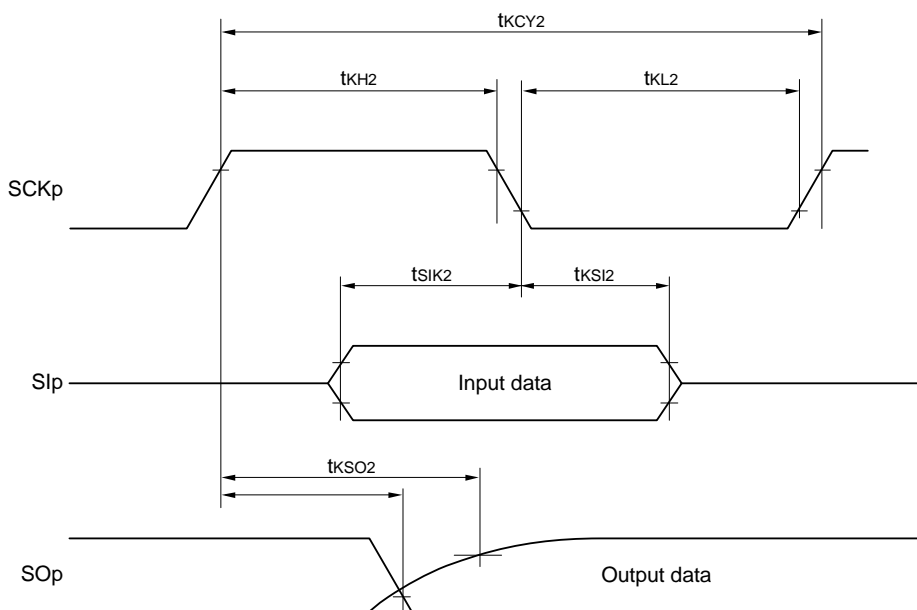 tKCY2
tKH2
tKL2
SCKp
tSIK2
tKSI2
SIp
Input data
tKSO2
SOp
Output data